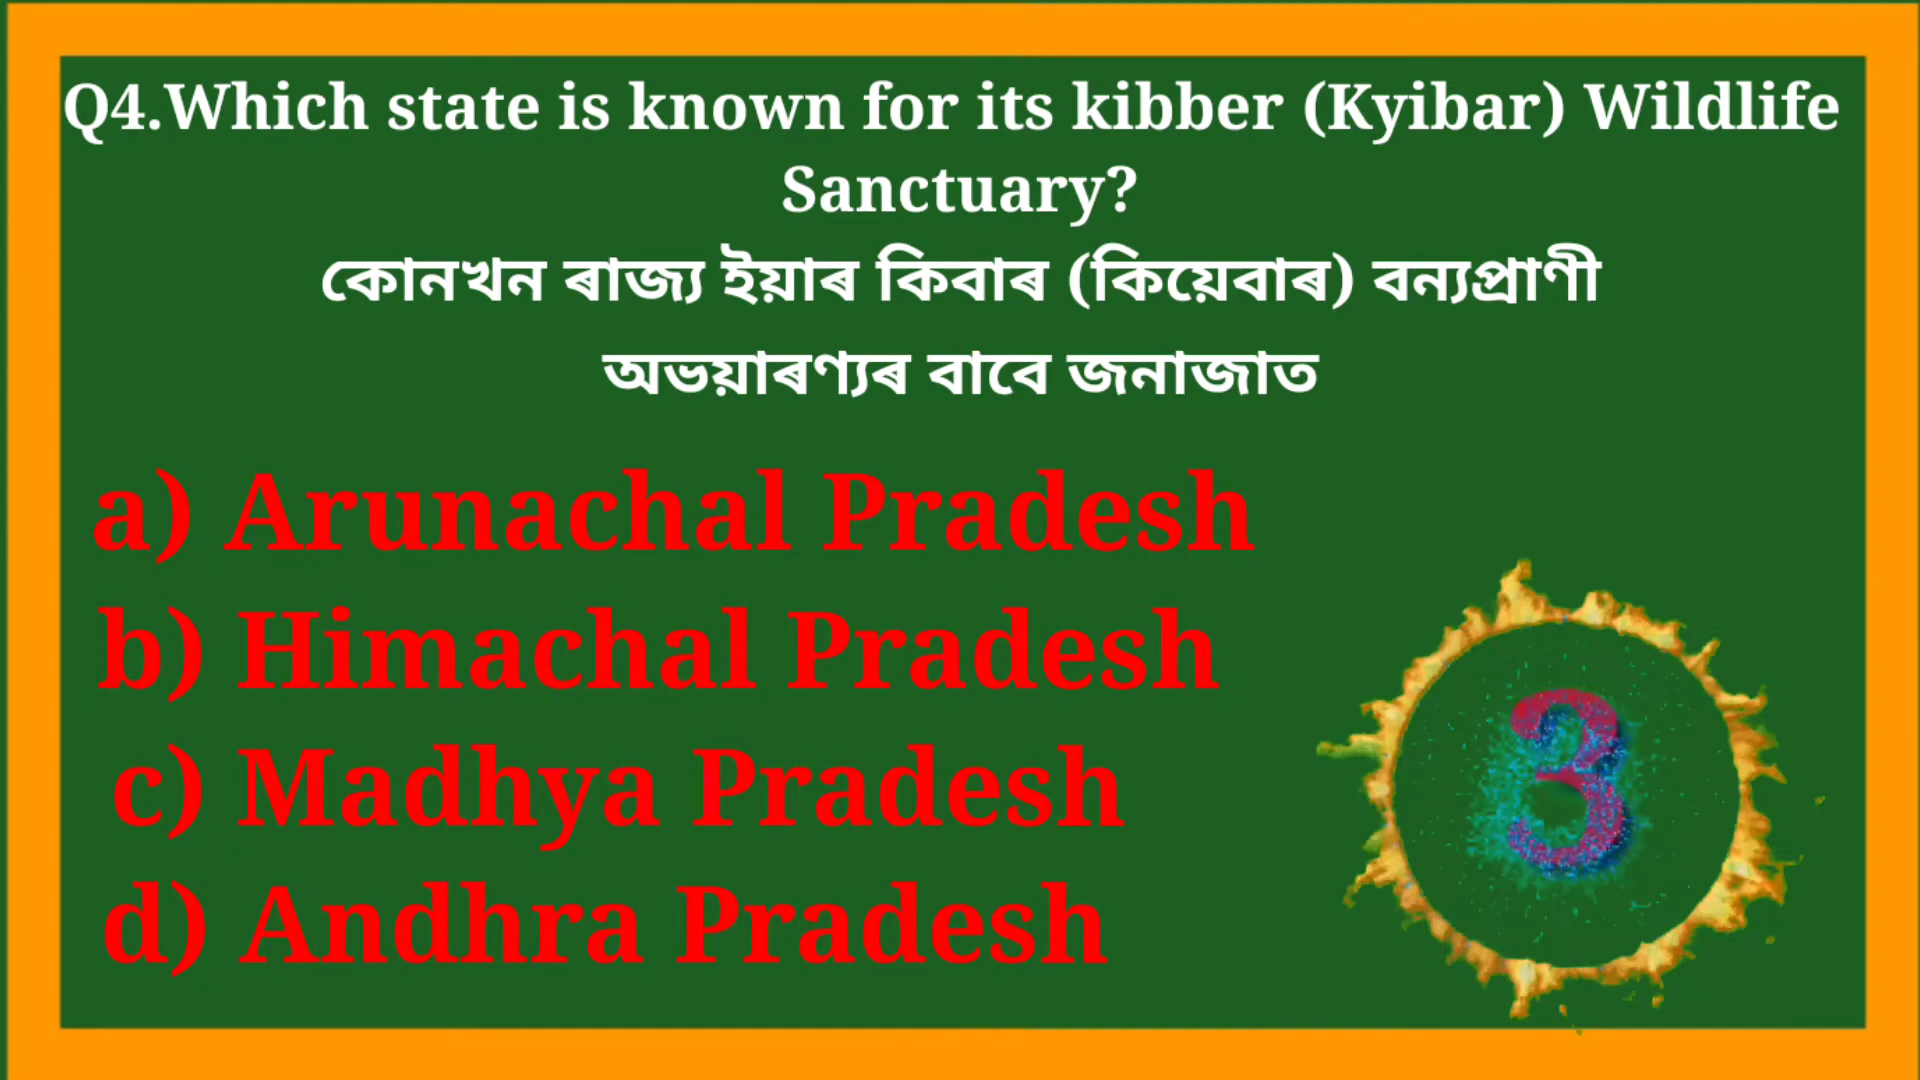 Q4.Which state is known for its kibber (Kyibar) Wildlife
Sanctuary?
কোনখন ৰাজ্য ইয়াৰ কিবাৰ (কিয়েবাৰ) বন্যপ্ৰাণী
অভয়াৰণ্যৰ বাবে জনাজাত
a) Arunachal Pradesh
b) Himachal Pradesh
c) Madhya Pradesh
d) Andhra Pradesh
3